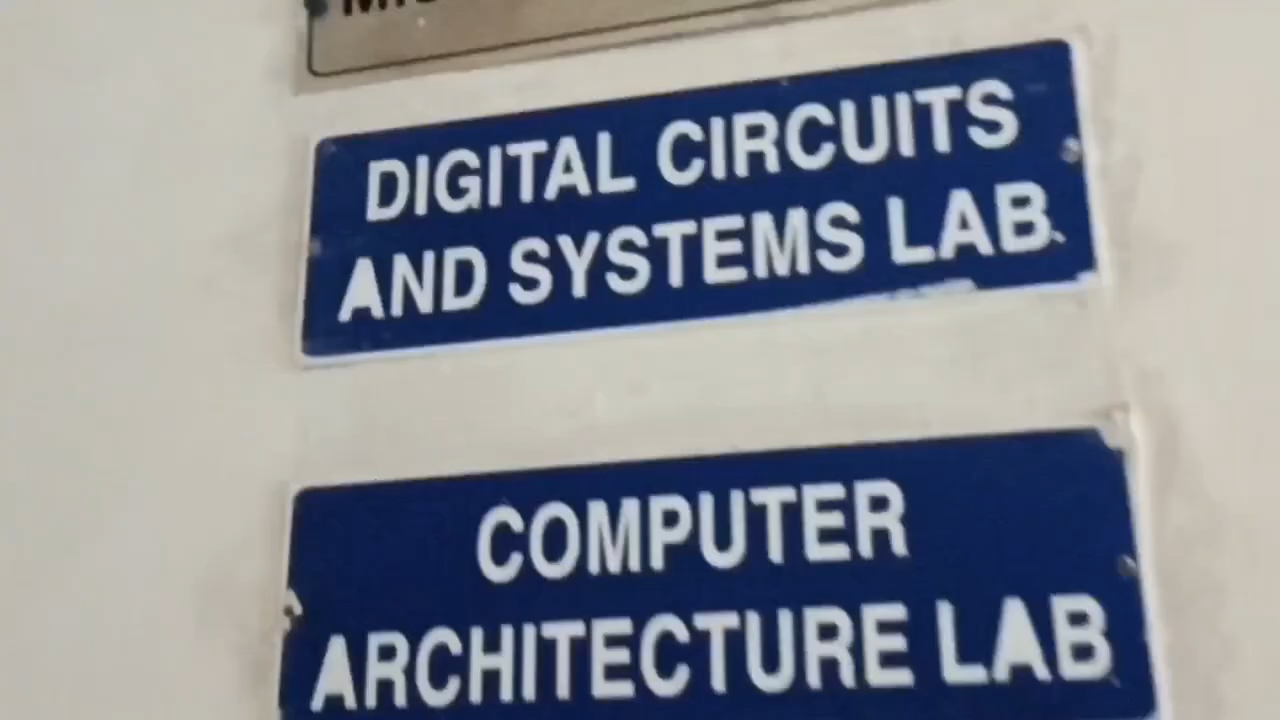 DIGITAL CIRCUITS
AND SYSTEMS LAB
COMPUTER
ARCHITECTURE LAB